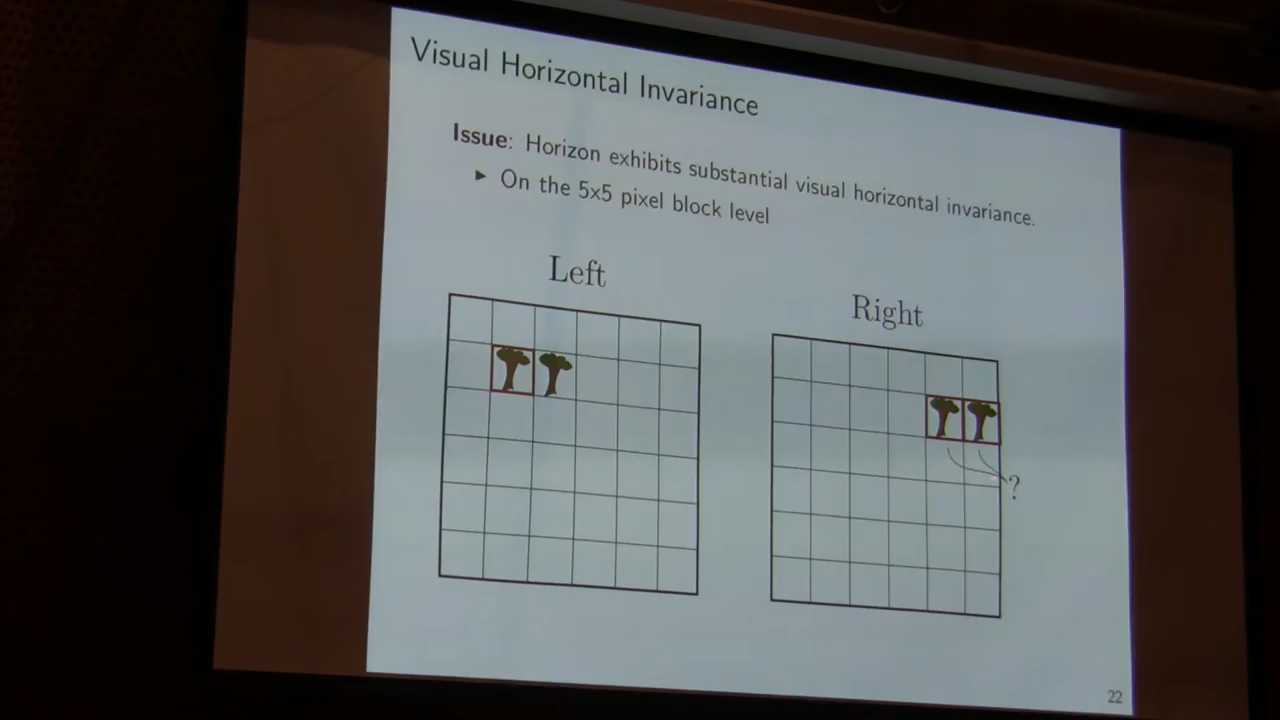 Visual Horizontal Invariance
Issue: Horizon exhibits substantial visual horizontal invariance.
▶ On the 5x5 pixel block level
Left
Right
?
22